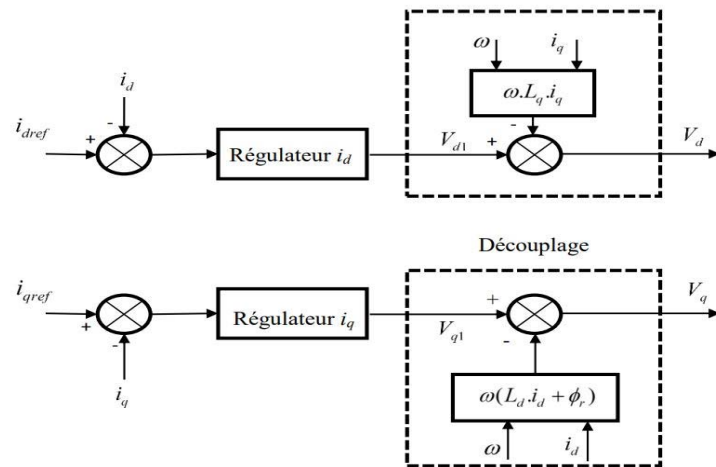 ω
i_q
i_d
ω.L_q.i_q
-
-
i_dref
+
Régulateur i_d
V_d1
+
V_d
Découplage
i_qref
+
-
Régulateur i_q
V_q1
+
-
V_q
i_q
ω(L_d.i_d + ϕ_r)
ω
i_d